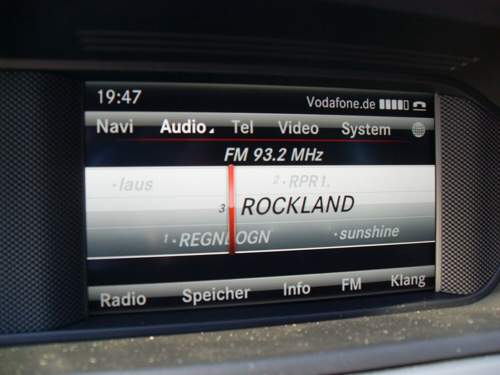 19:47 Vodafone.de
Navi Audio Tel Video System
FM 93.2 MHz
·laus 2·RPR1.
3 ROCKLAND
1·REGNLOGN ·sunshine
Radio Speicher Info FM Klang